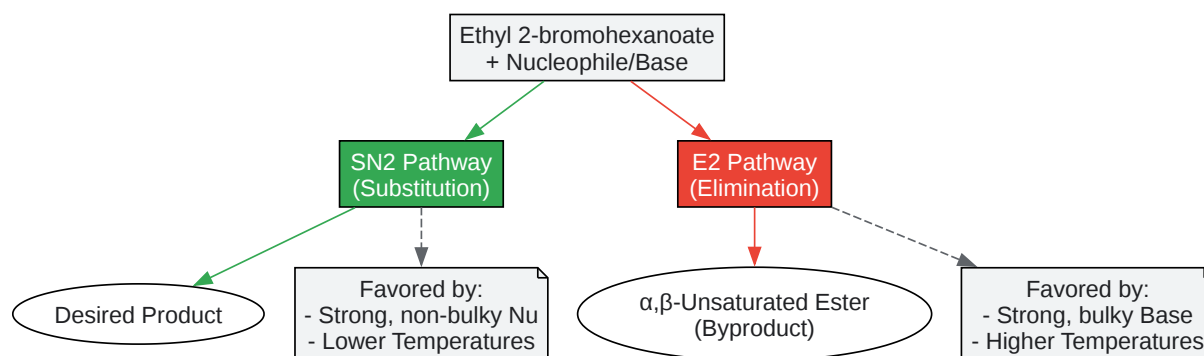 Ethyl 2-bromohexanoate
+ Nucleophile/Base
SN2 Pathway
(Substitution)
E2 Pathway
(Elimination)
Desired Product
Favored by:
- Strong, non-bulky Nu
- Lower Temperatures
α,β-Unsaturated Ester
(Byproduct)
Favored by:
- Strong, bulky Base
- Higher Temperatures